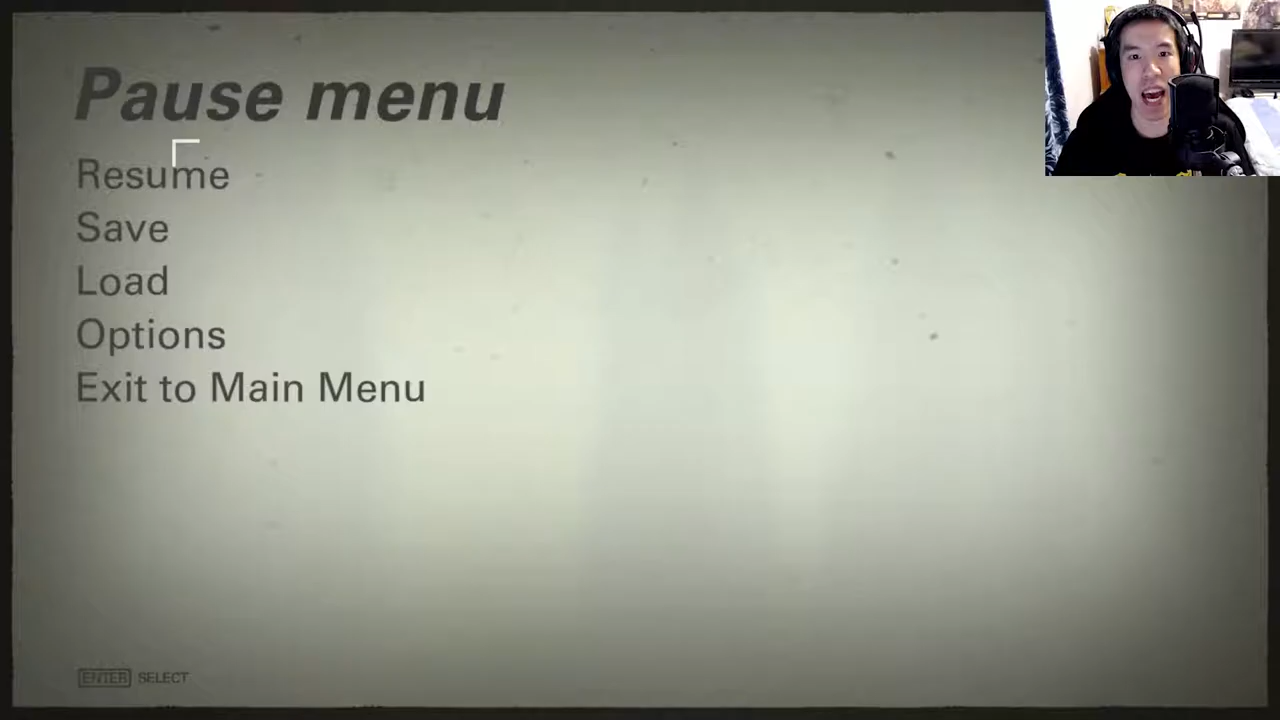 Pause menu
Resume
Save
Load
Options
Exit to Main Menu
ENTER SELECT